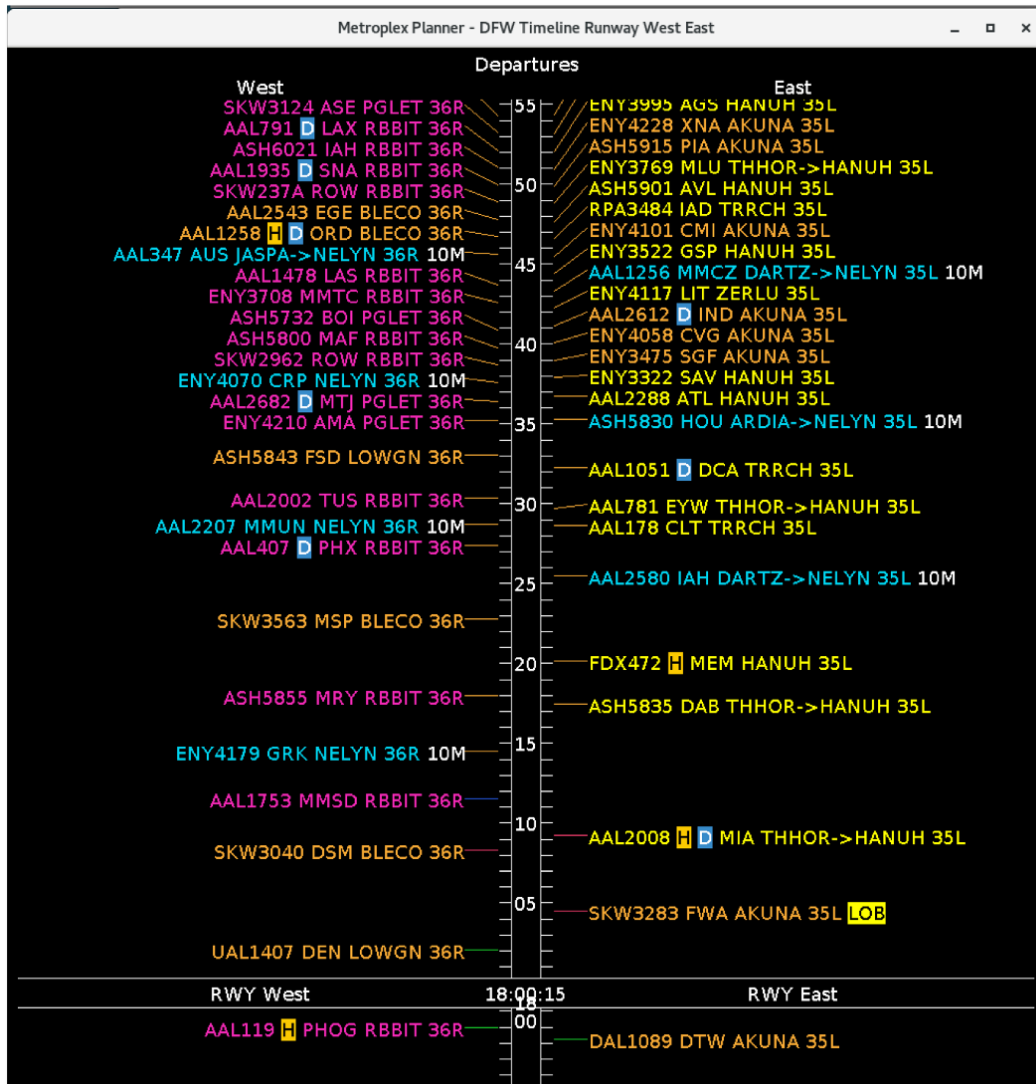 Metroplex Planner - DFW Timeline Runway West East
Departures
West
East
SKW3124 ASE PGLET 36R
AAL791 D LAX RBBIT 36R
ASH6021 IAH RBBIT 36R
AAL1935 D SNA RBBIT 36R
SKW237A ROW RBBIT 36R
AAL2543 EGE BLECO 36R
AAL1258 H D ORD BLECO 36R
AAL347 AUS JASPA->NELYN 36R 10M
AAL1478 LAS RBBIT 36R
ENY3708 MMTC RBBIT 36R
ASH5732 BOI PGLET 36R
ASH5800 MAF RBBIT 36R
SKW2962 ROW RBBIT 36R
ENY4070 CRP NELYN 36R 10M
AAL2682 D MTJ PGLET 36R
ENY4210 AMA PGLET 36R
ASH5843 FSD LOWGN 36R
AAL2002 TUS RBBIT 36R
AAL2207 MMUN NELYN 36R 10M
AAL407 D PHX RBBIT 36R
SKW3563 MSP BLECO 36R
ASH5855 MRY RBBIT 36R
ENY4179 GRK NELYN 36R 10M
AAL1753 MMSD RBBIT 36R
SKW3040 DSM BLECO 36R
UAL1407 DEN LOWGN 36R
55
50
45
40
35
30
25
20
15
10
05
ENY3995 AGS HANUH 35L
ENY4228 XNA AKUNA 35L
ASH5915 PIA AKUNA 35L
ENY3769 MLU THHOR->HANUH 35L
ASH5901 AVL HANUH 35L
RPA3484 IAD TRRCH 35L
ENY4101 CMI AKUNA 35L
ENY3522 GSP HANUH 35L
AAL1256 MMCZ DARTZ->NELYN 35L 10M
ENY4117 LIT ZERLU 35L
AAL2612 D IND AKUNA 35L
ENY4058 CVG AKUNA 35L
ENY3475 SGF AKUNA 35L
ENY3322 SAV HANUH 35L
AAL2288 ATL HANUH 35L
ASH5830 HOU ARDIA->NELYN 35L 10M
AAL1051 D DCA TRRCH 35L
AAL781 EYW THHOR->HANUH 35L
AAL178 CLT TRRCH 35L
AAL2580 IAH DARTZ->NELYN 35L 10M
FDX472 H MEM HANUH 35L
ASH5835 DAB THHOR->HANUH 35L
AAL2008 H D MIA THHOR->HANUH 35L
SKW3283 FWA AKUNA 35L LOB
RWY West
18:00:15
RWY East
18
00
AAL119 H PHOG RBBIT 36R
DAL1089 DTW AKUNA 35L